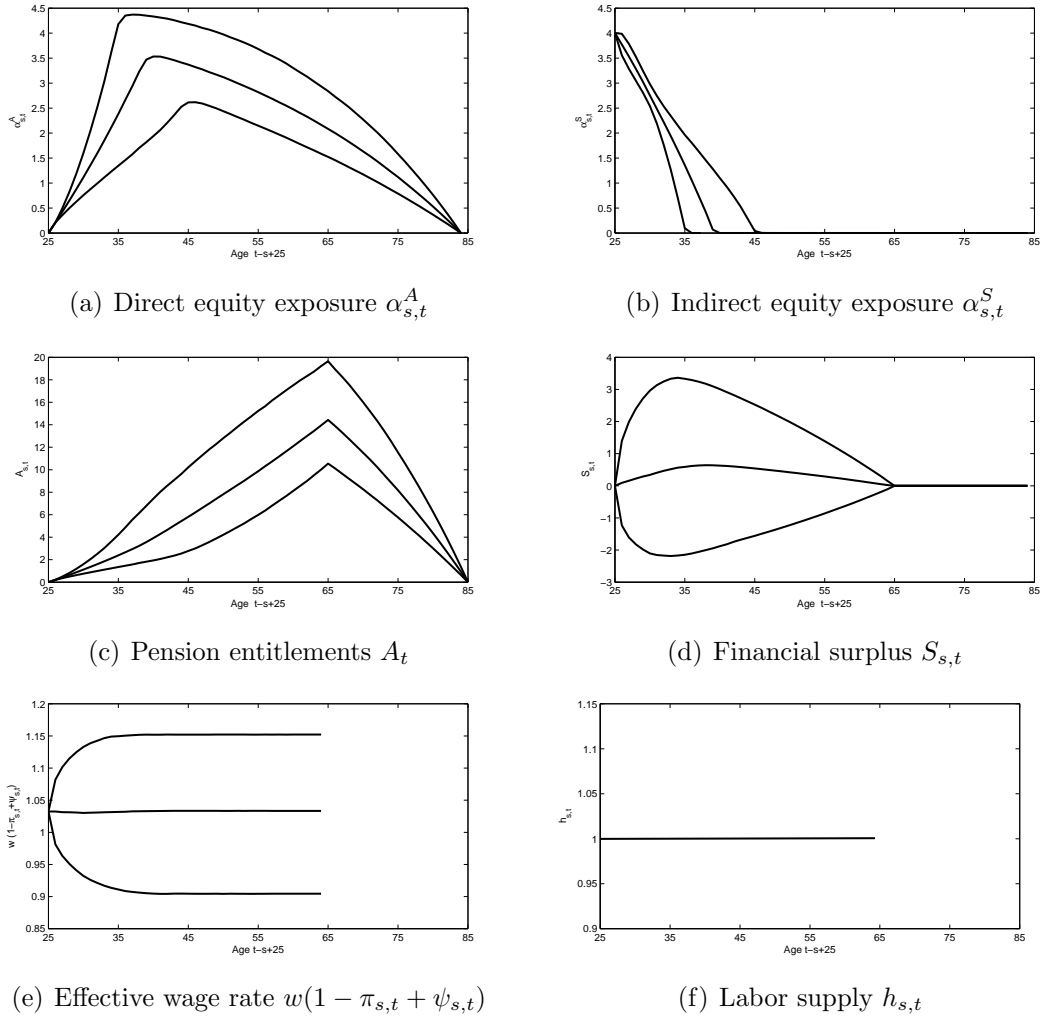 4.5
4
3.5
3
2.5
2
1.5
1
0.5
0
α^A_{s,t}
25 35 45 55 65 75 85
Age t−s+25
(a) Direct equity exposure α^A_{s,t}
4.5
4
3.5
3
2.5
2
1.5
1
0.5
0
α^S_{s,t}
25 35 45 55 65 75 85
Age t−s+25
(b) Indirect equity exposure α^S_{s,t}
20
18
16
14
12
10
8
6
4
2
0
A_{s,t}
25 35 45 55 65 75 85
Age t−s+25
(c) Pension entitlements A_t
4
3
2
1
0
−1
−2
−3
S_{s,t}
25 35 45 55 65 75 85
Age t−s+25
(d) Financial surplus S_{s,t}
1.2
1.15
1.1
1.05
1
0.95
0.9
0.85
w (1−π_{s,t}+ψ_{s,t})
25 35 45 55 65 75 85
Age t−s+25
(e) Effective wage rate w(1 − π_{s,t} + ψ_{s,t})
1.15
1.1
1.05
1
0.95
0.9
h_{s,t}
25 35 45 55 65 75 85
Age t−s+25
(f) Labor supply h_{s,t}